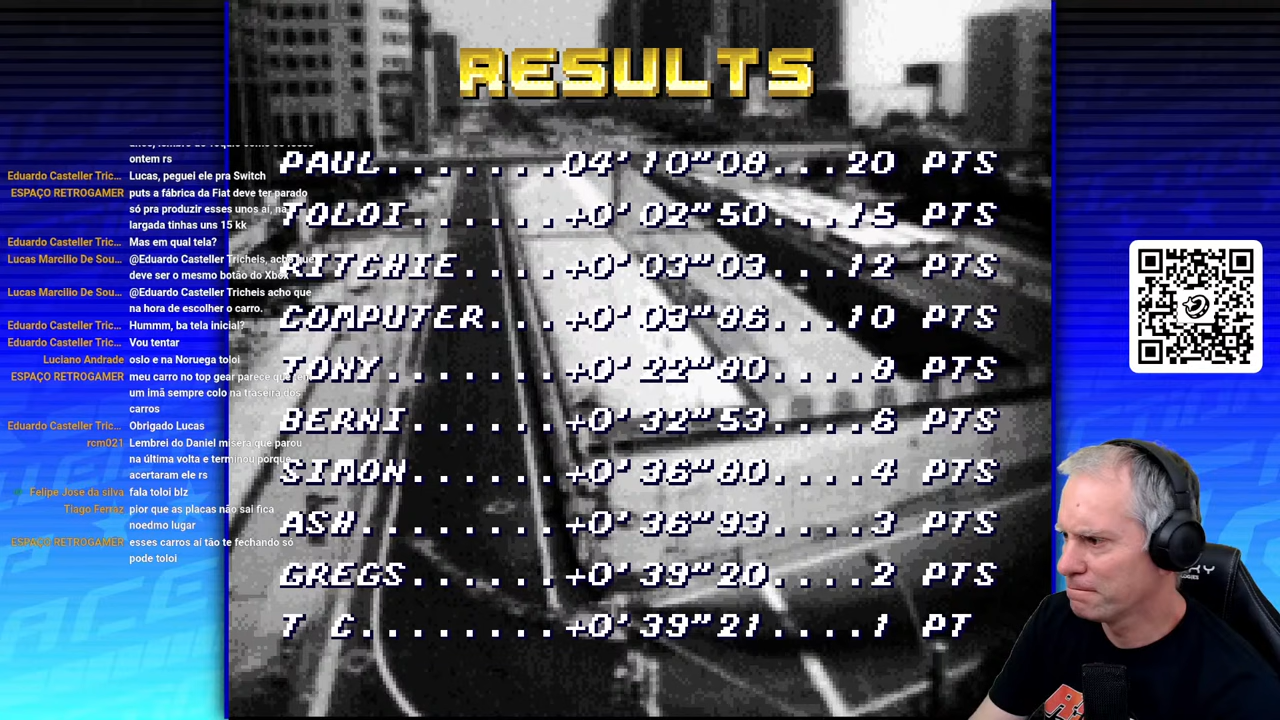 RESULTS
PAUL.......04'10"08...20 PTS
TOLOI......+0'02"50...15 PTS
RITCHIE....+0'03"03...12 PTS
COMPUTER...+0'03"86...10 PTS
TONY.......+0'22"80....8 PTS
BERNI......+0'32"53....6 PTS
SIMON......+0'36"80....4 PTS
ASH........+0'36"93....3 PTS
GREGS......+0'39"20....2 PTS
T C........+0'39"21....1 PT
ontem rs
Eduardo Casteller Tric... Lucas, peguei ele pra Switch
ESPAÇO RETROGAMER puts a fábrica da Fiat deve ter parado
só pra produzir esses unos aí, na
largada tinhas uns 15 kk
Eduardo Casteller Tric... Mas em qual tela?
Lucas Marcilio De Sou... @Eduardo Casteller Tricheis, acho que
deve ser o mesmo botão do Xbox
Lucas Marcilio De Sou... @Eduardo Casteller Tricheis acho que
na hora de escolher o carro.
Eduardo Casteller Tric... Hummm, ba tela inicial?
Eduardo Casteller Tric... Vou tentar
Luciano Andrade oslo e na Noruega toloi
ESPAÇO RETROGAMER meu carro no top gear parece que tem
um imã sempre colo na traseira dos
carros
Eduardo Casteller Tric... Obrigado Lucas
rcm021 Lembrei do Daniel misera que parou
na última volta e terminou porque
acertaram ele rs
Felipe Jose da silva fala toloi blz
Tiago Ferraz pior que as placas não sai fica
noedmo lugar
ESPAÇO RETROGAMER esses carros aí tão te fechando só
pode toloi